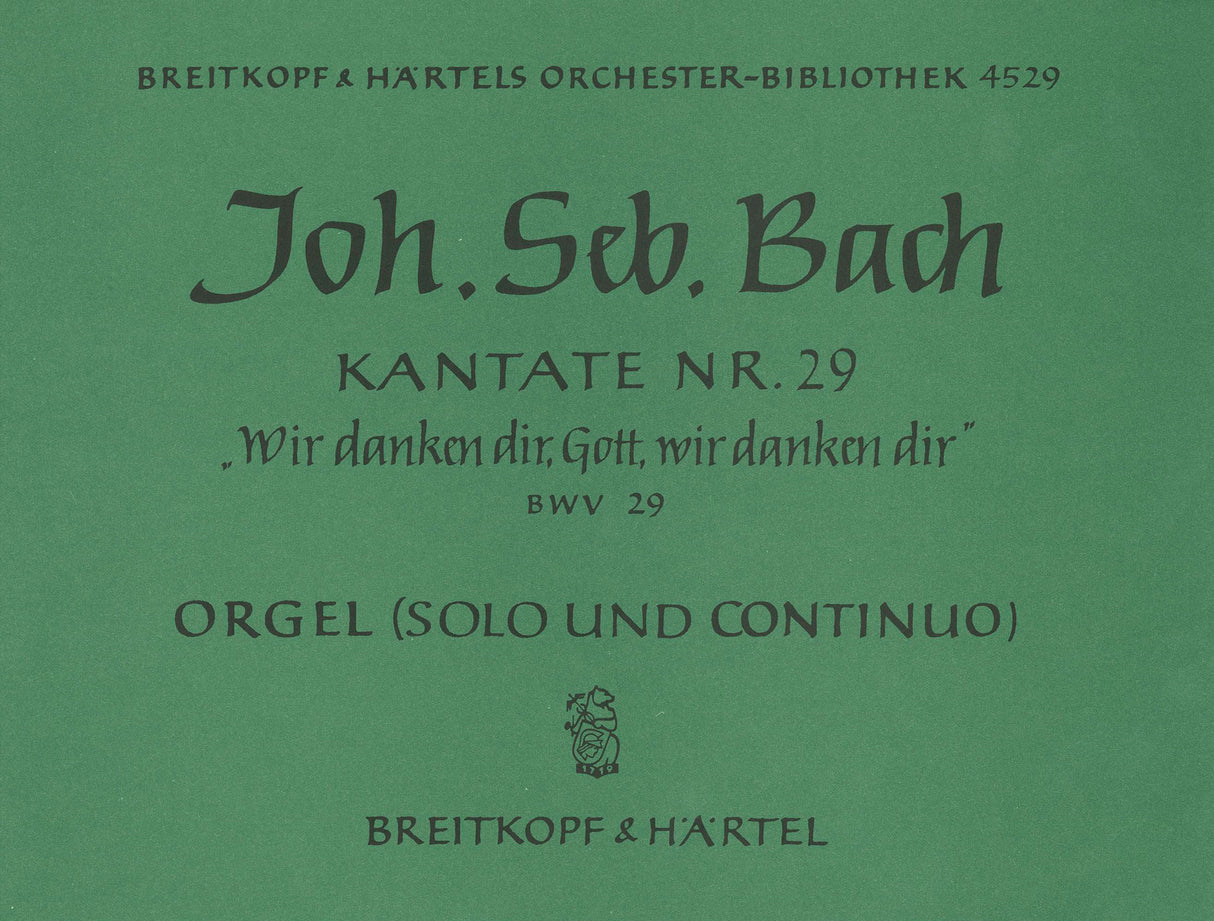 BREITKOPF & HÄRTELS ORCHESTER-BIBLIOTHEK 4529
Joh. Seb. Bach
KANTATE NR. 29
„Wir danken dir, Gott, wir danken dir"
BWV 29
ORGEL (SOLO UND CONTINUO)
1719
BREITKOPF & HÄRTEL